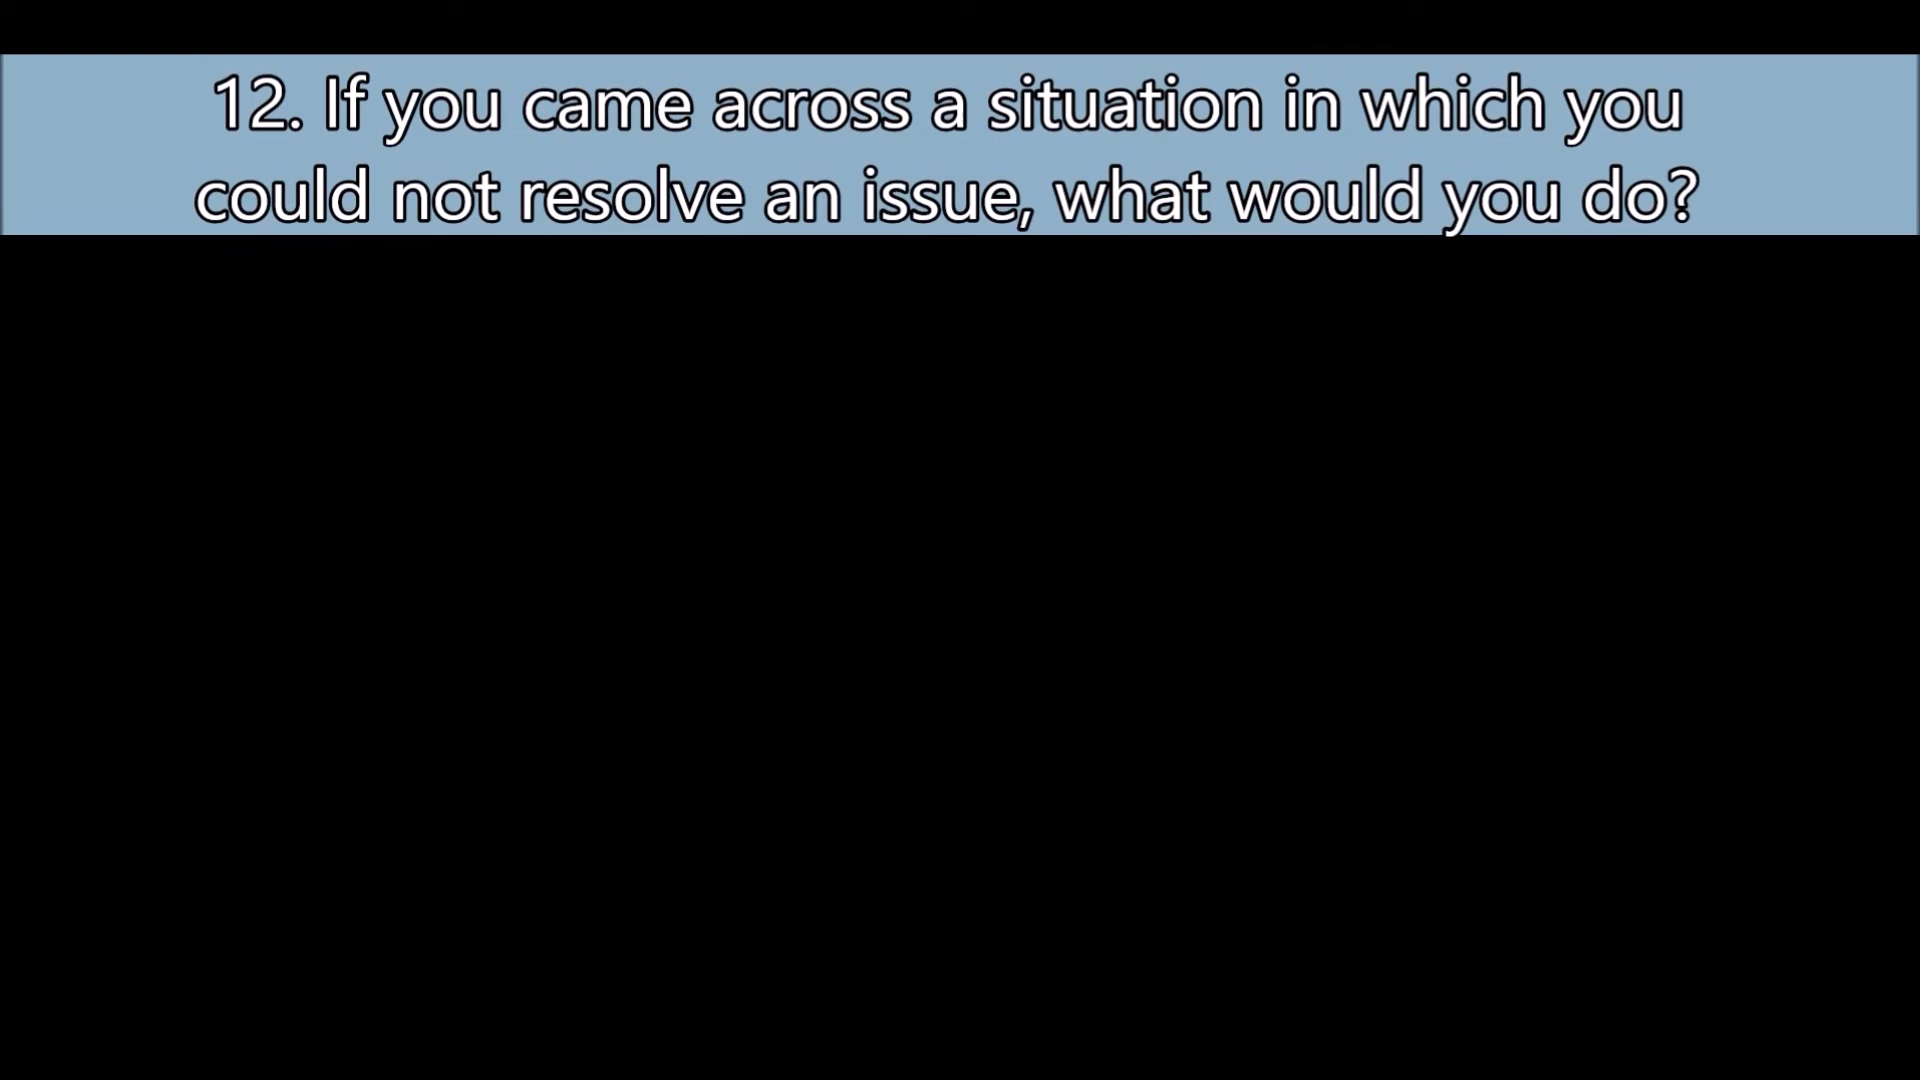 12. If you came across a situation in which you
could not resolve an issue, what would you do?